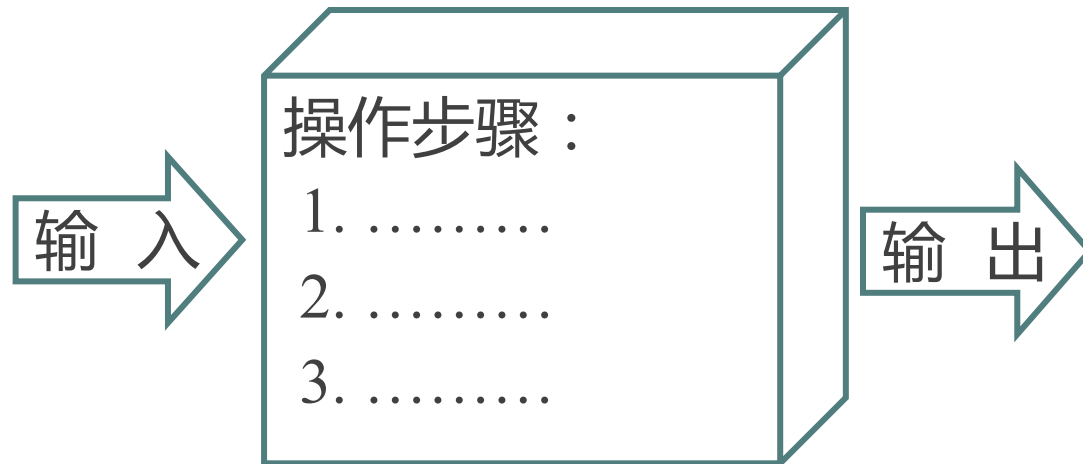 操作步骤：
1. ………
2. ………
3. ………
输 入
输 出